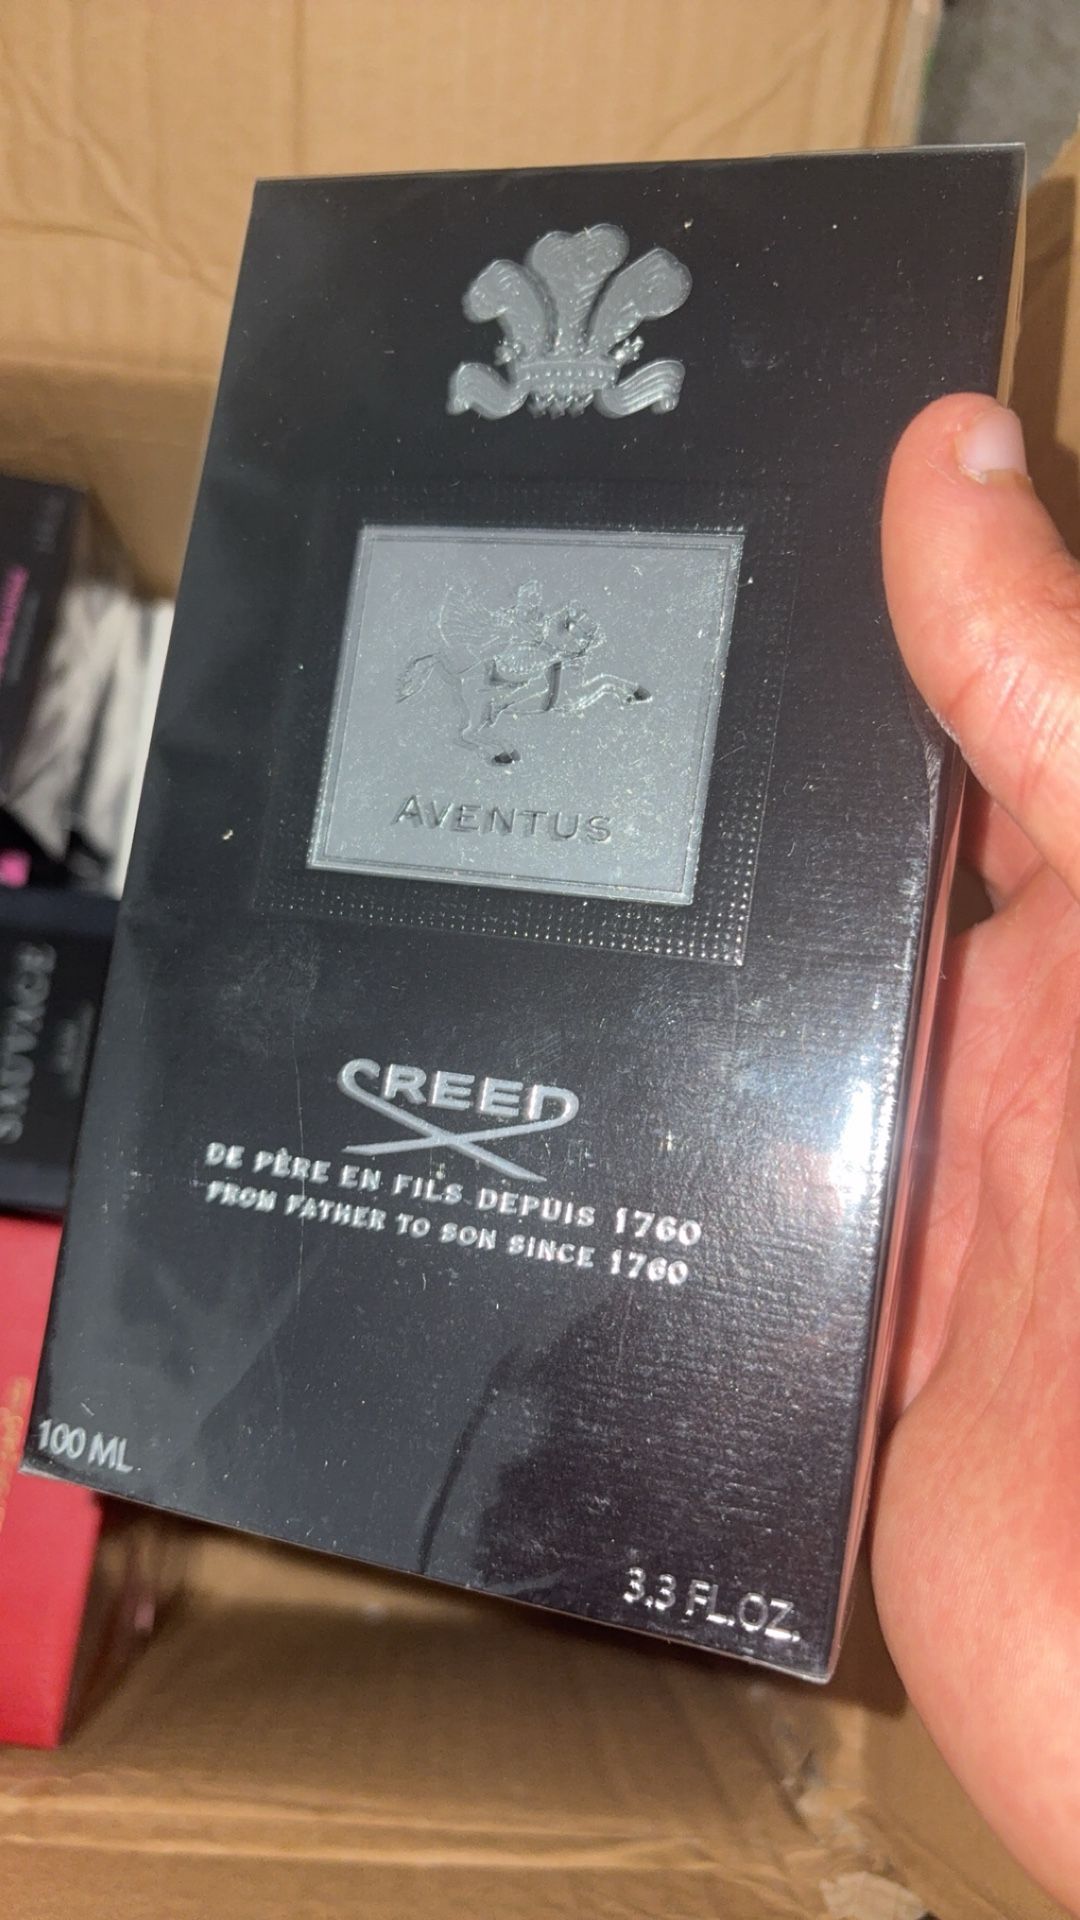 AVENTUS
CREED
DE PÈRE EN FILS DEPUIS 1760
FROM FATHER TO SON SINCE 1760
100 ML
3.3 FL.OZ.
SAUVAGE